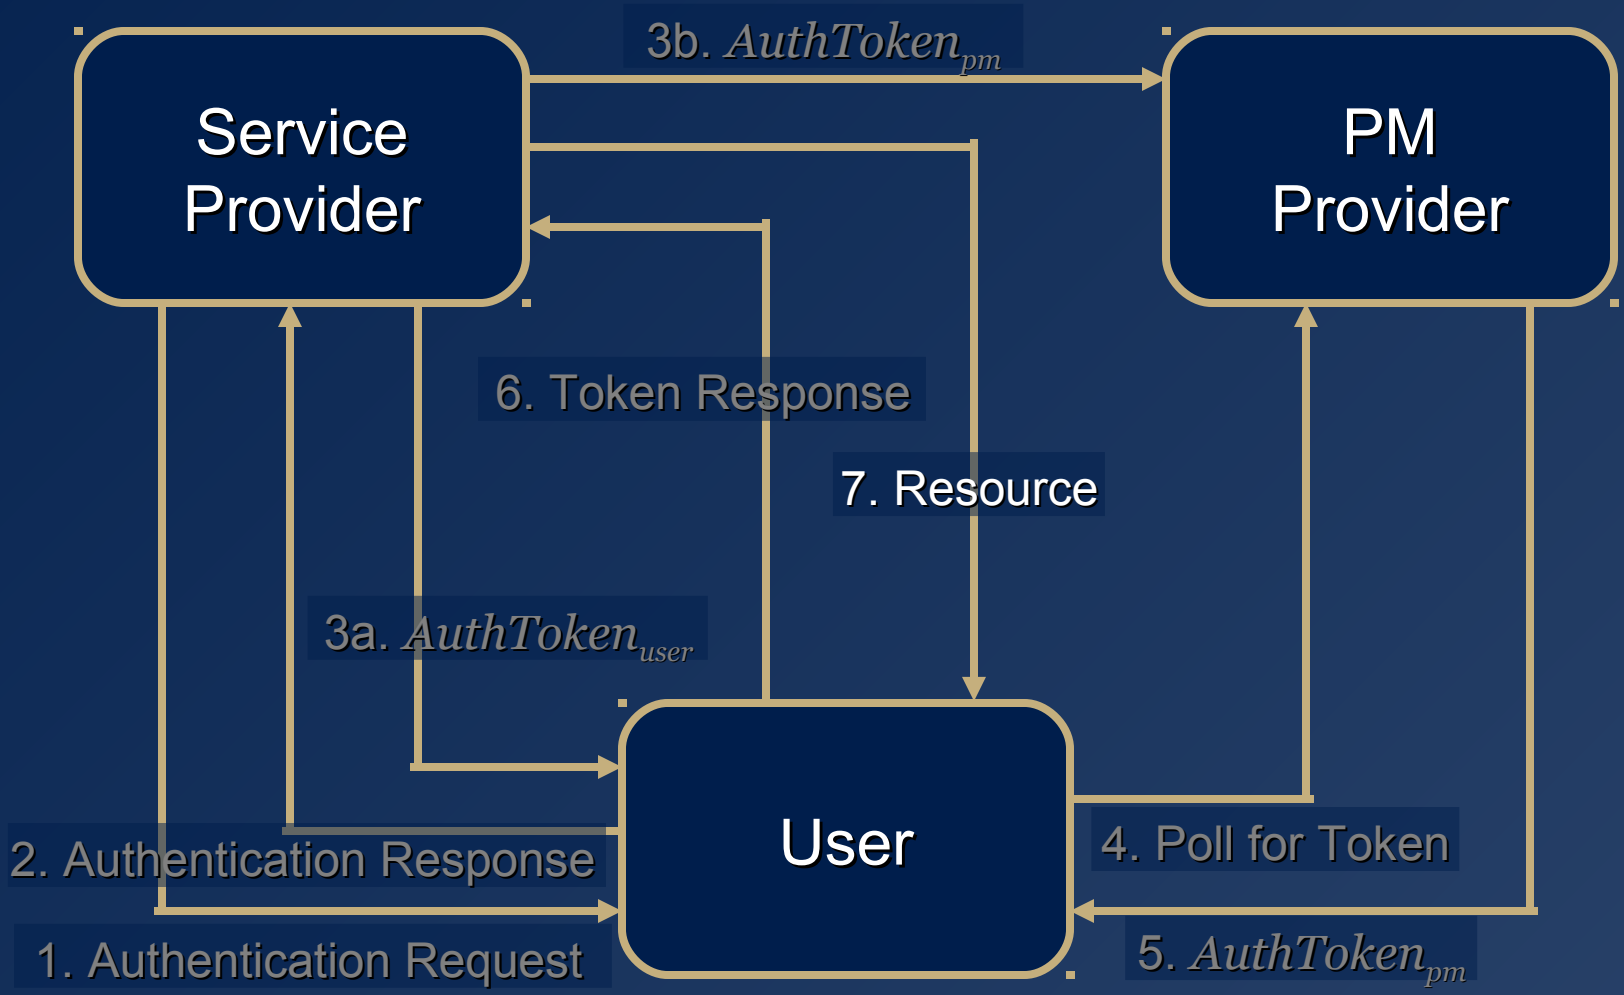 3b. AuthTokenpm
Service
Provider
PM
Provider
6. Token Response
7. Resource
3a. AuthTokenuser
User
2. Authentication Response
4. Poll for Token
1. Authentication Request
5. AuthTokenpm